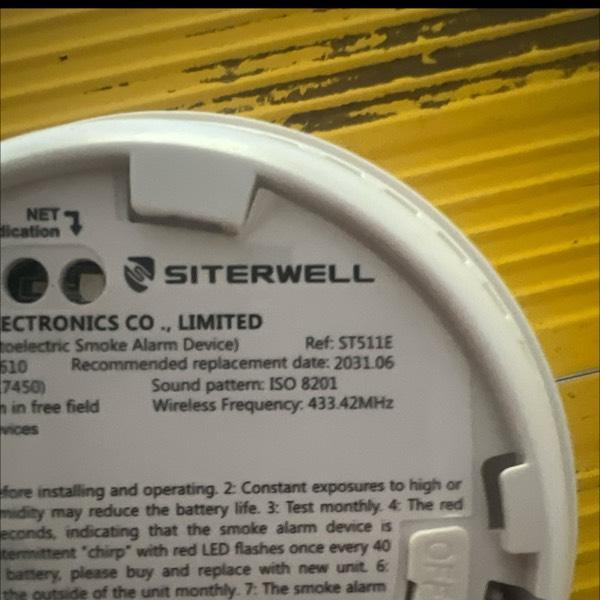 NET
dication
SITERWELL
ECTRONICS CO ., LIMITED
toelectric Smoke Alarm Device) Ref: ST511E
610 Recommended replacement date: 2031.06
7450) Sound pattern: ISO 8201
n in free field Wireless Frequency: 433.42MHz
vices
efore installing and operating. 2: Constant exposures to high or
midity may reduce the battery life. 3: Test monthly. 4: The red
econds, indicating that the smoke alarm device is
termittent "chirp" with red LED flashes once every 40
battery, please buy and replace with new unit. 6:
the outside of the unit monthly. 7: The smoke alarm
OFF